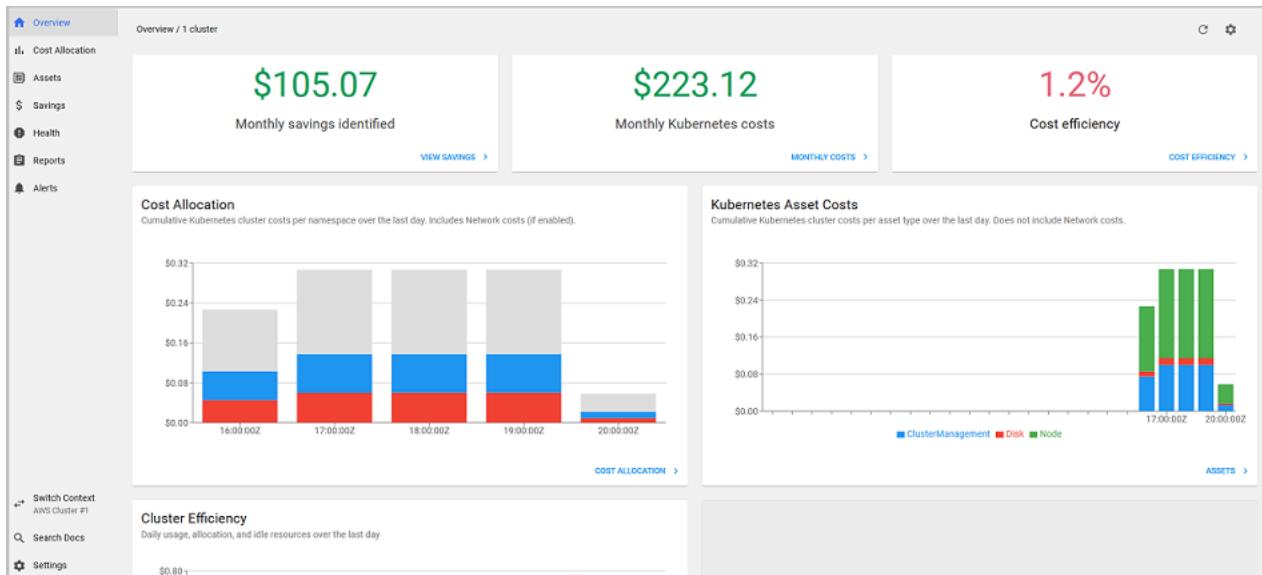 Overview
Cost Allocation
Assets
Savings
Health
Reports
Alerts
Switch Context
AWS Cluster #1
Search Docs
Settings
Overview / 1 cluster
$105.07
Monthly savings identified
VIEW SAVINGS
$223.12
Monthly Kubernetes costs
MONTHLY COSTS
1.2%
Cost efficiency
COST EFFICIENCY
Cost Allocation
Cumulative Kubernetes cluster costs per namespace over the last day. Includes Network costs (if enabled).
$0.32
$0.24
$0.16
$0.08
$0.00
16:00:00Z 17:00:00Z 18:00:00Z 19:00:00Z 20:00:00Z
COST ALLOCATION
Kubernetes Asset Costs
Cumulative Kubernetes cluster costs per asset type over the last day. Does not include Network costs.
$0.32
$0.24
$0.16
$0.08
$0.00
17:00:00Z 20:00:00Z
ClusterManagement Disk Node
ASSETS
Cluster Efficiency
Daily usage, allocation, and idle resources over the last day
$0.80